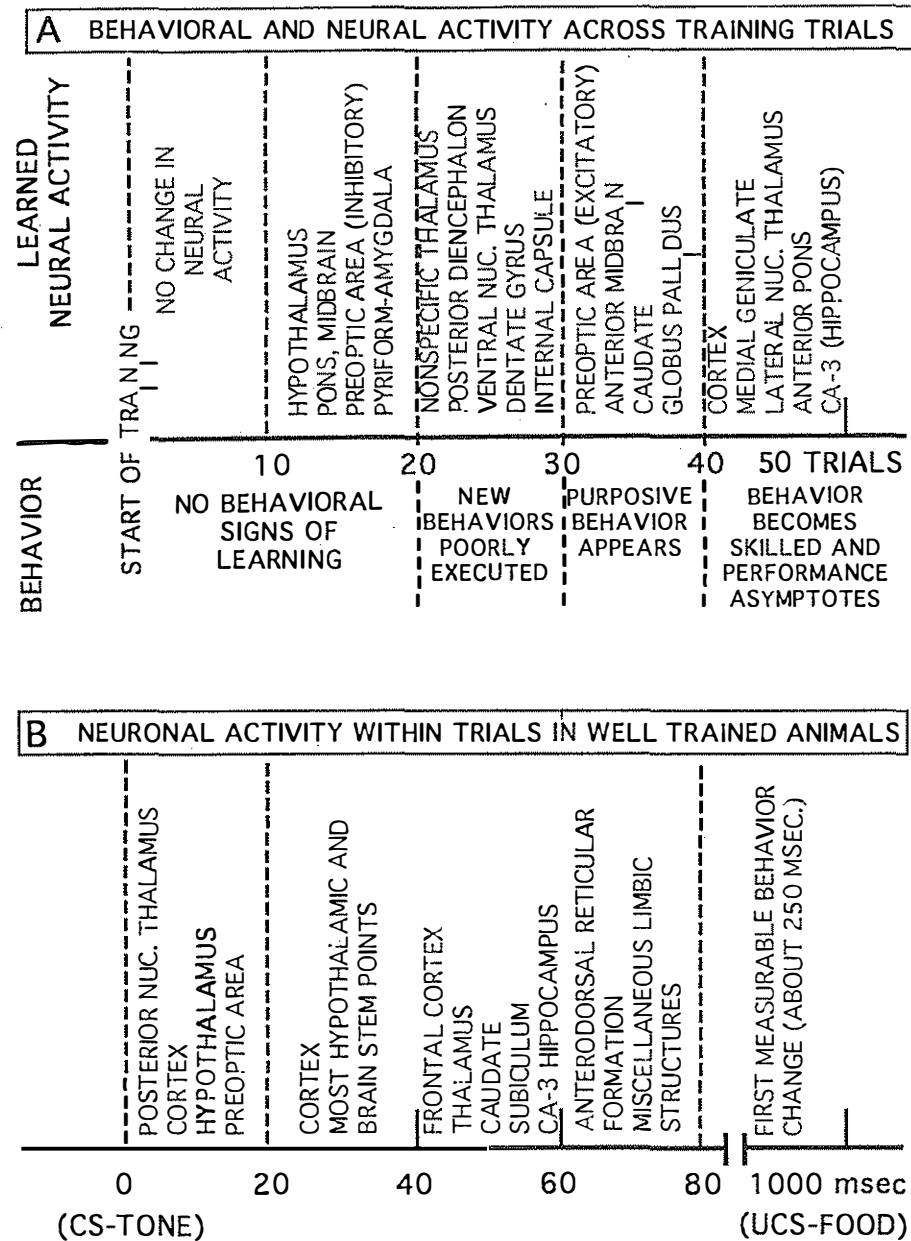 A BEHAVIORAL AND NEURAL ACTIVITY ACROSS TRAINING TRIALS
LEARNED
NEURAL ACTIVITY
START OF TRAINING
NO CHANGE IN
NEURAL
ACTIVITY
HYPOTHALAMUS
PONS, MIDBRAIN
PREOPTIC AREA (INHIBITORY)
PYRIFORM-AMYGDALA
NONSPECIFIC THALAMUS
POSTERIOR DIENCEPHALON
VENTRAL NUC. THALAMUS
DENTATE GYRUS
INTERNAL CAPSULE
PREOPTIC AREA (EXCITATORY)
ANTERIOR MIDBRAIN
CAUDATE
GLOBUS PALLIDUS
CORTEX
MEDIAL GENICULATE
LATERAL NUC. THALAMUS
ANTERIOR PONS
CA-3 (HIPPOCAMPUS)
10 20 30 40 50 TRIALS
BEHAVIOR
NO BEHAVIORAL
SIGNS OF
LEARNING
NEW
BEHAVIORS
POORLY
EXECUTED
PURPOSIVE
BEHAVIOR
APPEARS
BEHAVIOR
BECOMES
SKILLED AND
PERFORMANCE
ASYMPTOTES
B NEURONAL ACTIVITY WITHIN TRIALS IN WELL TRAINED ANIMALS
POSTERIOR NUC. THALAMUS
CORTEX
HYPOTHALAMUS
PREOPTIC AREA
CORTEX
MOST HYPOTHALAMIC AND
BRAIN STEM POINTS
FRONTAL CORTEX
THALAMUS
CAUDATE
SUBICULUM
CA-3 HIPPOCAMPUS
ANTERODORSAL RETICULAR
FORMATION
MISCELLANEOUS LIMBIC
STRUCTURES
FIRST MEASURABLE BEHAVIOR
CHANGE (ABOUT 250 MSEC.)
0 20 40 60 80 1000 msec
(CS-TONE) (UCS-FOOD)